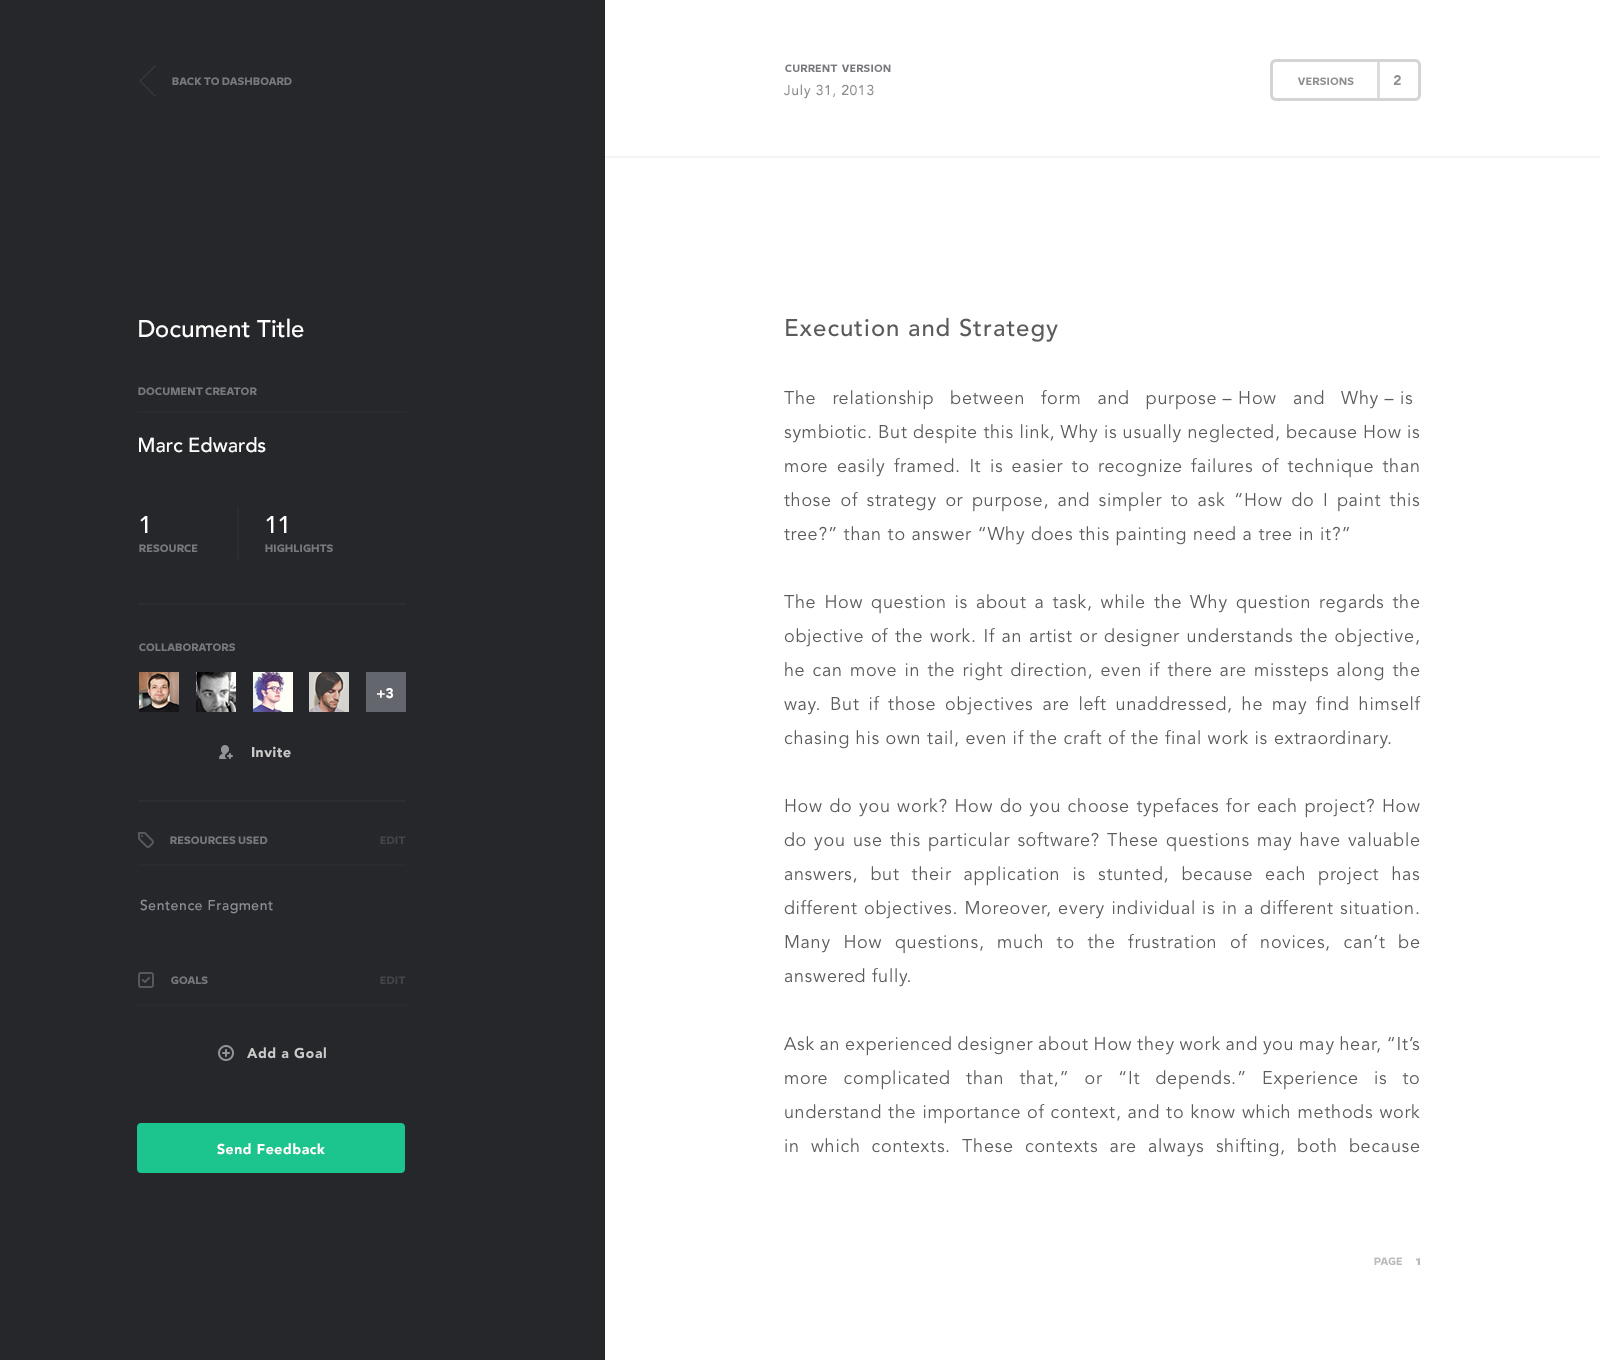 BACK TO DASHBOARD
Document Title
DOCUMENT CREATOR
Marc Edwards
1
RESOURCE
11
HIGHLIGHTS
COLLABORATORS
+3
Invite
RESOURCES USED
EDIT
Sentence Fragment
GOALS
EDIT
Add a Goal
Send Feedback
CURRENT VERSION
July 31, 2013
VERSIONS
2
Execution and Strategy
The relationship between form and purpose – How and Why – is
symbiotic. But despite this link, Why is usually neglected, because How is
more easily framed. It is easier to recognize failures of technique than
those of strategy or purpose, and simpler to ask “How do I paint this
tree?” than to answer “Why does this painting need a tree in it?”
The How question is about a task, while the Why question regards the
objective of the work. If an artist or designer understands the objective,
he can move in the right direction, even if there are missteps along the
way. But if those objectives are left unaddressed, he may find himself
chasing his own tail, even if the craft of the final work is extraordinary.
How do you work? How do you choose typefaces for each project? How
do you use this particular software? These questions may have valuable
answers, but their application is stunted, because each project has
different objectives. Moreover, every individual is in a different situation.
Many How questions, much to the frustration of novices, can’t be
answered fully.
Ask an experienced designer about How they work and you may hear, “It’s
more complicated than that,” or “It depends.” Experience is to
understand the importance of context, and to know which methods work
in which contexts. These contexts are always shifting, both because
PAGE 1